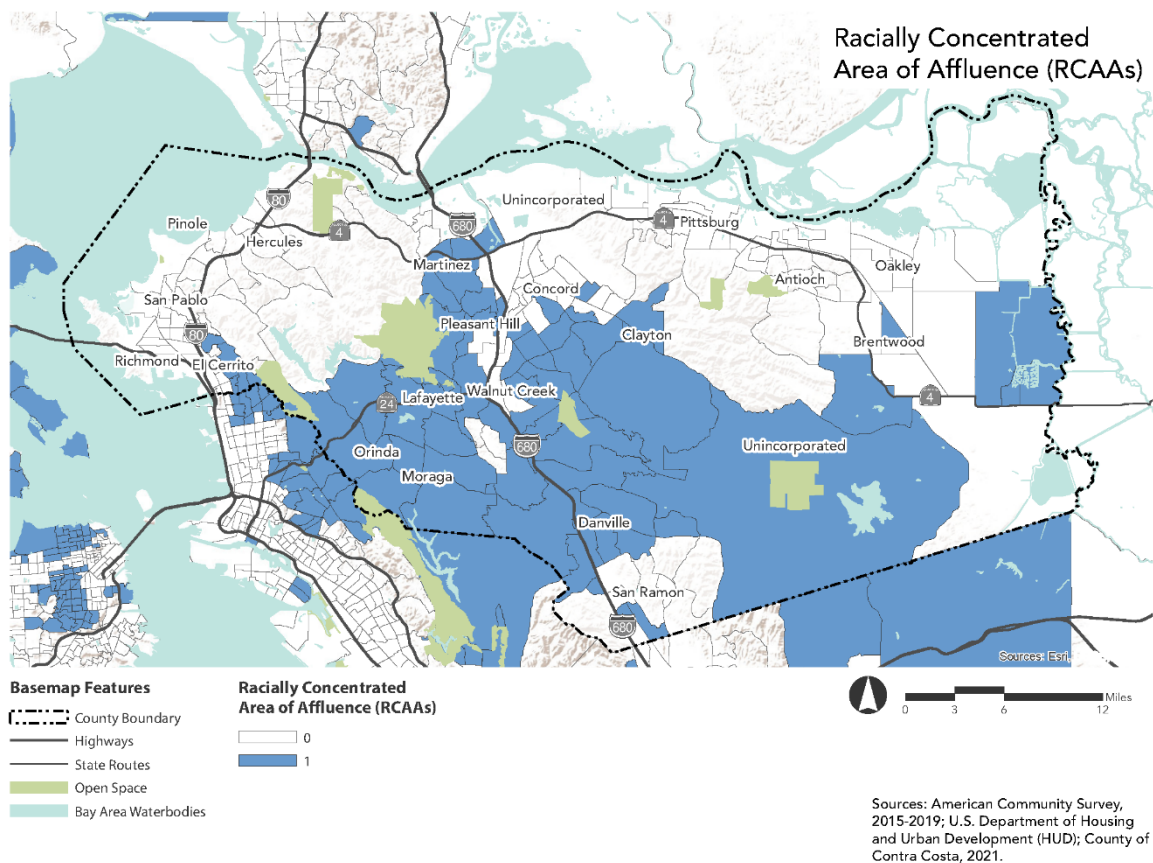 Racially Concentrated
Area of Affluence (RCAAs)
80
Unincorporated
Pinole
680
4
Pittsburg
4
Hercules
Martinez
Oakley
Antioch
Concord
San Pablo
Pleasant Hill
80
Clayton
Brentwood
Richmond
El Cerrito
Walnut Creek
Lafayette
24
4
680
Unincorporated
Orinda
Moraga
Danville
San Ramon
680
Sources: Esri,
Basemap Features
County Boundary
Highways
State Routes
Open Space
Bay Area Waterbodies
Racially Concentrated
Area of Affluence (RCAAs)
0
1
Miles
0 3 6 12
Sources: American Community Survey,
2015-2019; U.S. Department of Housing
and Urban Development (HUD); County of
Contra Costa, 2021.